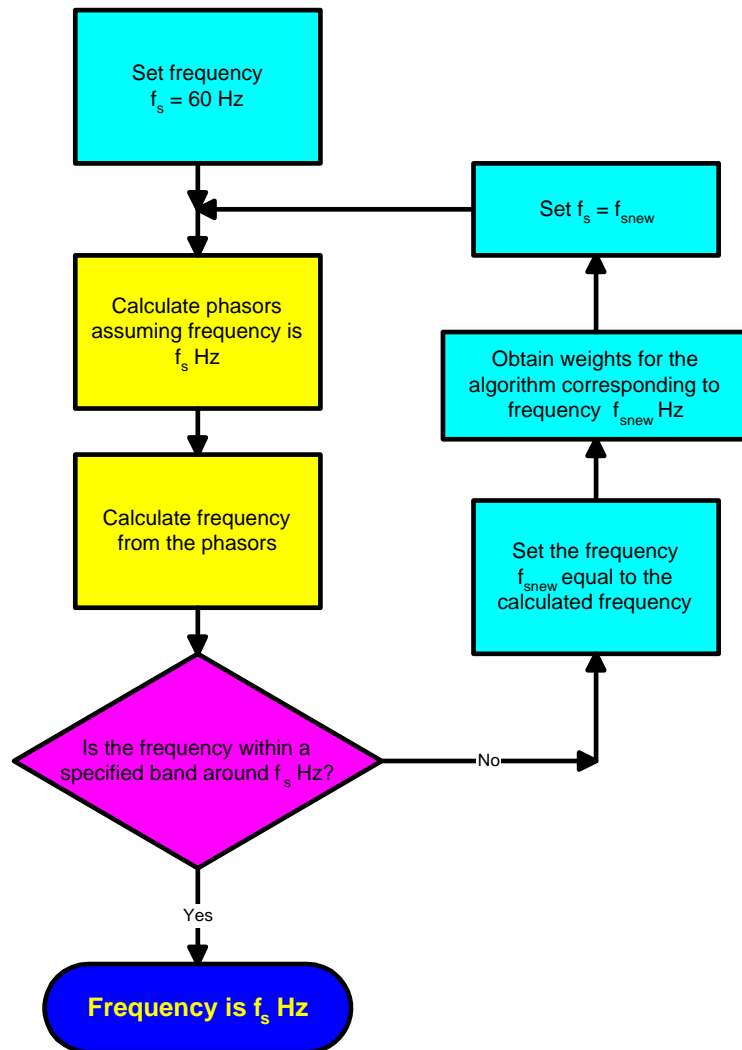 Set frequency
fs = 60 Hz
Set fs = fsnew
Calculate phasors
assuming frequency is
fs Hz
Obtain weights for the
algorithm corresponding to
frequency fsnew Hz
Calculate frequency
from the phasors
Set the frequency
fsnew equal to the
calculated frequency
Is the frequency within a
specified band around fs Hz?
No
Yes
Frequency is fs Hz